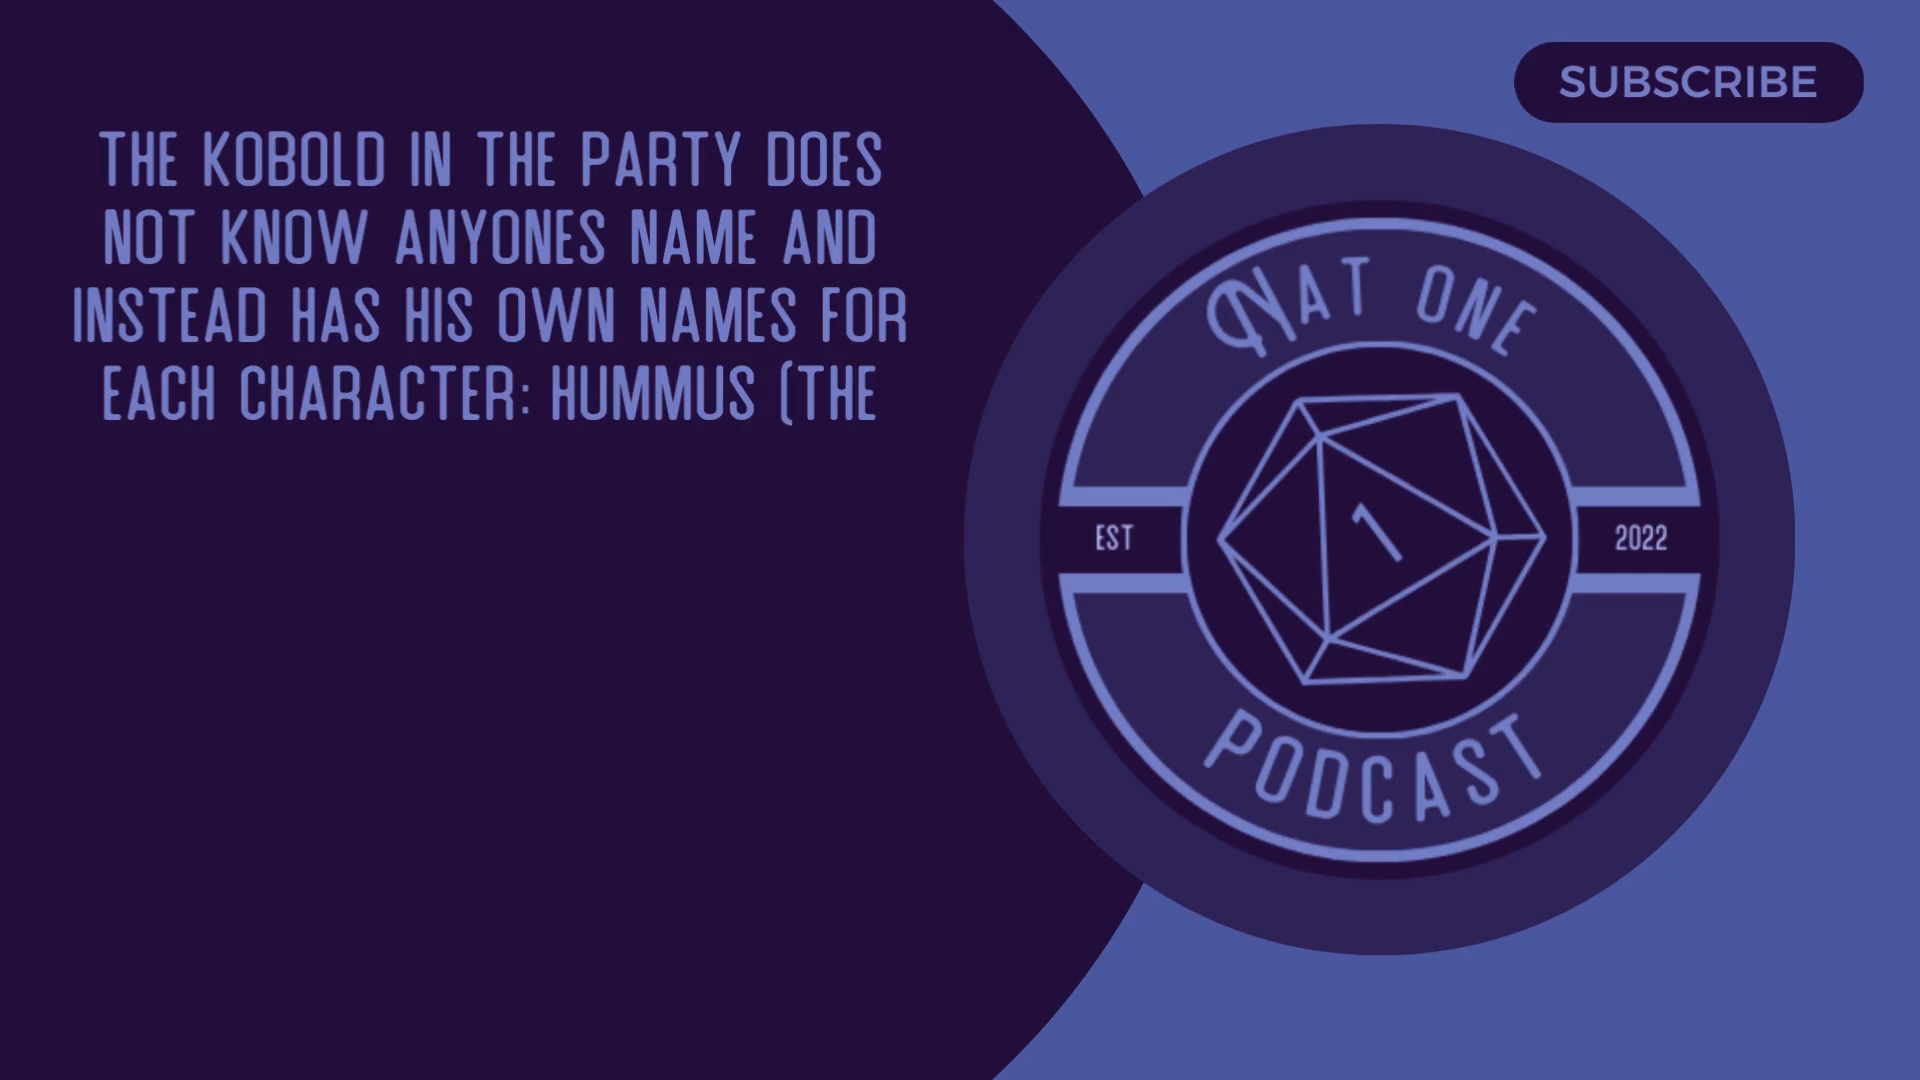 SUBSCRIBE
THE KOBOLD IN THE PARTY DOES
NOT KNOW ANYONES NAME AND
INSTEAD HAS HIS OWN NAMES FOR
EACH CHARACTER: HUMMUS (THE
NAT ONE
1
EST
2022
PODCAST